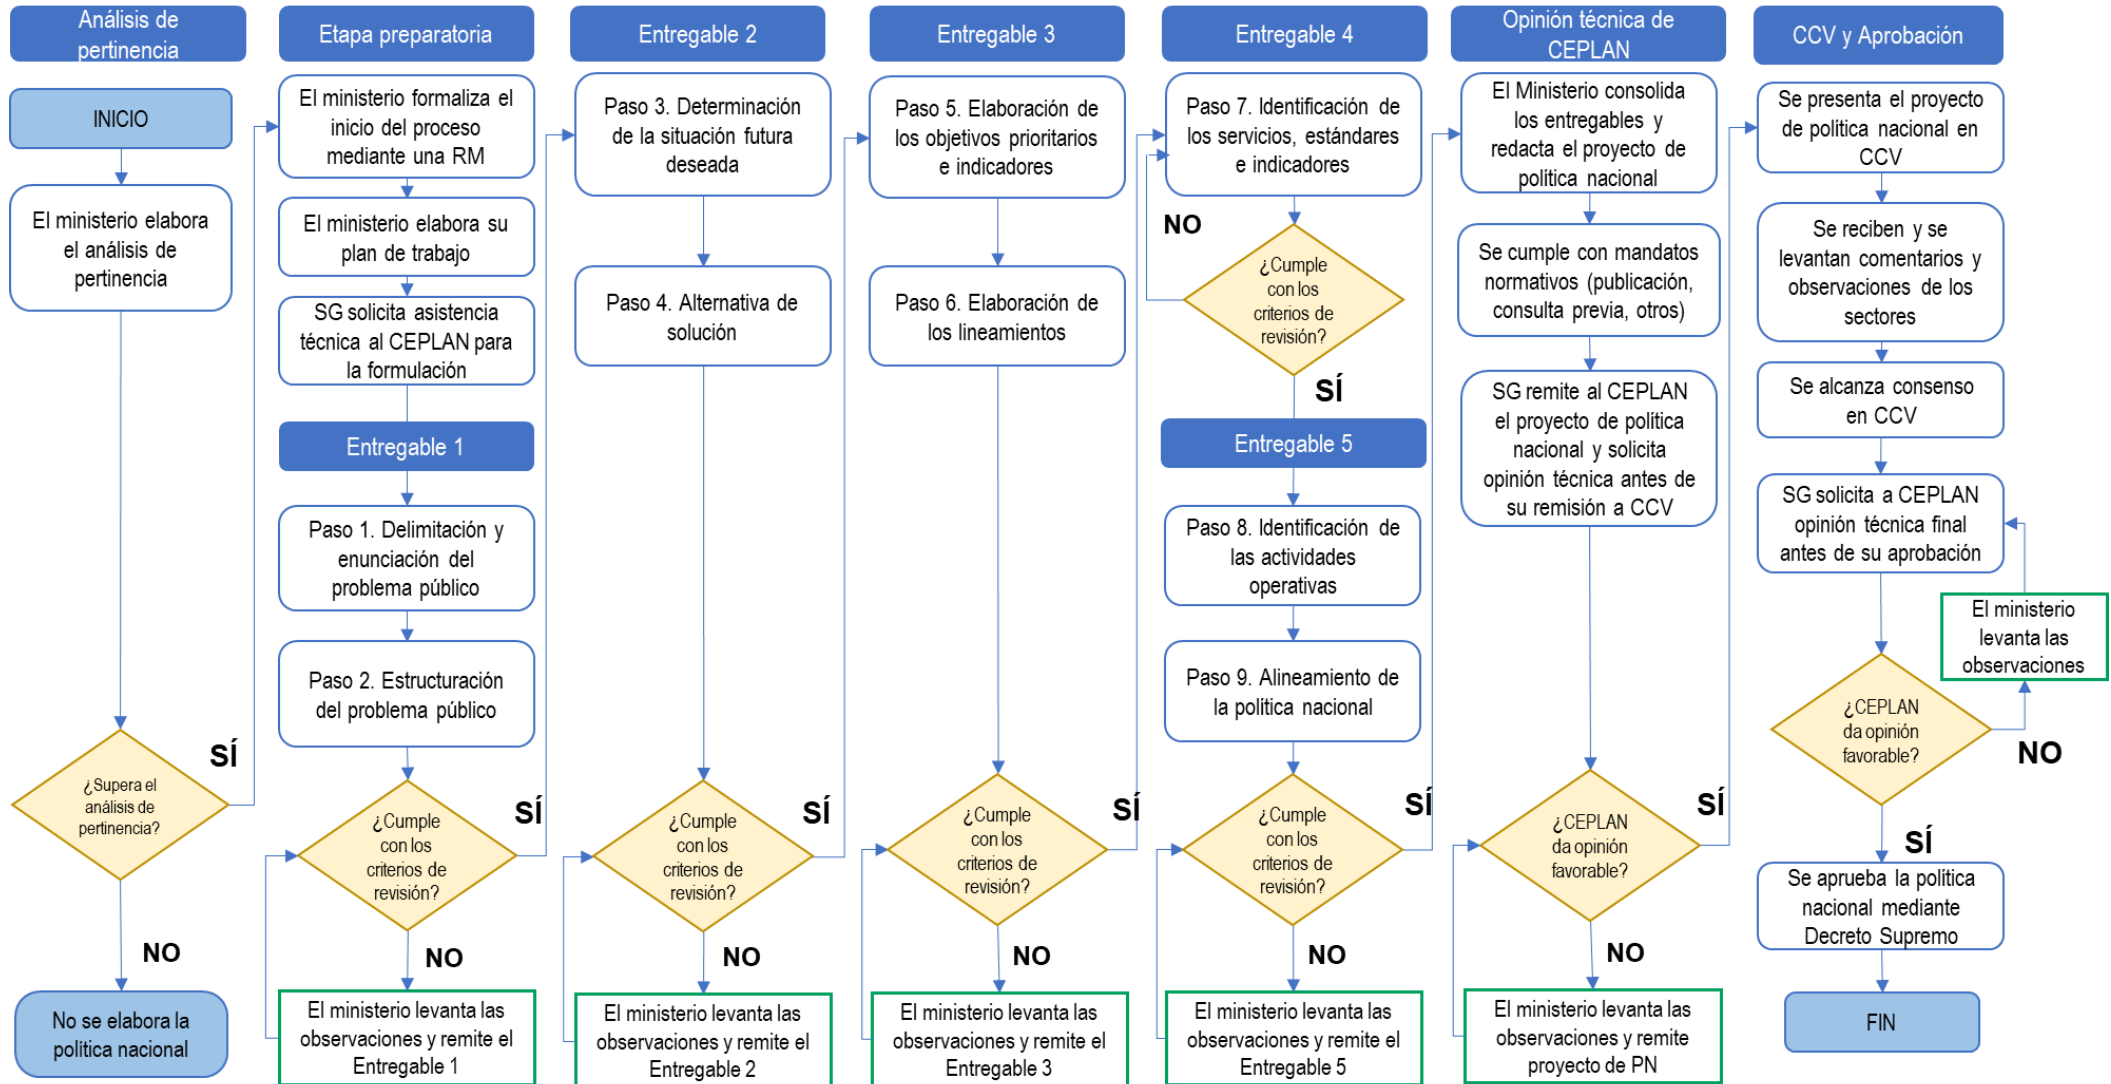 Análisis de
pertinencia
INICIO
El ministerio elabora
el análisis de
pertinencia
¿Supera el
análisis de
pertinencia?
SÍ
NO
No se elabora la
política nacional
Etapa preparatoria
El ministerio formaliza el
inicio del proceso
mediante una RM
El ministerio elabora su
plan de trabajo
SG solicita asistencia
técnica al CEPLAN para
la formulación
Entregable 1
Paso 1. Delimitación y
enunciación del
problema público
Paso 2. Estructuración
del problema público
¿Cumple
con los
criterios de
revisión?
SÍ
NO
El ministerio levanta las
observaciones y remite el
Entregable 1
Entregable 2
Paso 3. Determinación
de la situación futura
deseada
Paso 4. Alternativa de
solución
¿Cumple
con los
criterios de
revisión?
SÍ
NO
El ministerio levanta las
observaciones y remite el
Entregable 2
Entregable 3
Paso 5. Elaboración de
los objetivos prioritarios
e indicadores
Paso 6. Elaboración de
los lineamientos
¿Cumple
con los
criterios de
revisión?
SÍ
NO
El ministerio levanta las
observaciones y remite el
Entregable 3
Entregable 4
Paso 7. Identificación de
los servicios, estándares
e indicadores
NO
¿Cumple
con los
criterios de
revisión?
SÍ
Entregable 5
Paso 8. Identificación de
las actividades
operativas
Paso 9. Alineamiento de
la política nacional
¿Cumple
con los
criterios de
revisión?
SÍ
NO
El ministerio levanta las
observaciones y remite el
Entregable 5
Opinión técnica de
CEPLAN
El Ministerio consolida
los entregables y
redacta el proyecto de
política nacional
Se cumple con mandatos
normativos (publicación,
consulta previa, otros)
SG remite al CEPLAN
el proyecto de política
nacional y solicita
opinión técnica antes de
su remisión a CCV
¿CEPLAN
da opinión
favorable?
SÍ
NO
El ministerio levanta las
observaciones y remite
proyecto de PN
CCV y Aprobación
Se presenta el proyecto
de política nacional en
CCV
Se reciben y se
levantan comentarios y
observaciones de los
sectores
Se alcanza consenso
en CCV
SG solicita a CEPLAN
opinión técnica final
antes de su aprobación
El ministerio
levanta las
observaciones
¿CEPLAN
da opinión
favorable?
NO
SÍ
Se aprueba la política
nacional mediante
Decreto Supremo
FIN